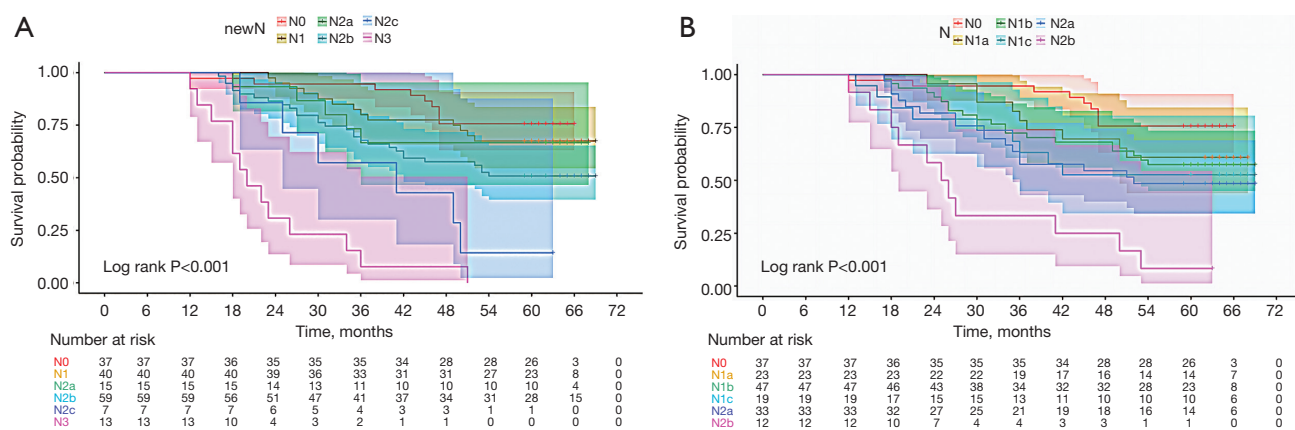 A
newN N0 N2a N2c
N1 N2b N3
1.00
0.75
0.50
0.25
0.00
Survival probability
Log rank P<0.001
0 6 12 18 24 30 36 42 48 54 60 66 72
Time, months
Number at risk
N0 37 37 37 36 35 35 35 34 28 28 26 3 0
N1 40 40 40 40 39 36 33 31 31 27 23 8 0
N2a 15 15 15 15 14 13 11 10 10 10 10 4 0
N2b 59 59 59 56 51 47 41 37 34 31 28 15 0
N2c 7 7 7 7 6 5 4 3 3 1 1 0 0
N3 13 13 13 10 4 3 2 1 1 0 0 0 0
B
N N0 N1b N2a
N1a N1c N2b
1.00
0.75
0.50
0.25
0.00
Survival probability
Log rank P<0.001
0 6 12 18 24 30 36 42 48 54 60 66 72
Time, months
Number at risk
N0 37 37 37 36 35 35 35 34 28 28 26 3 0
N1a 23 23 23 23 22 22 19 17 16 14 14 7 0
N1b 47 47 47 46 43 38 34 32 32 28 23 8 0
N1c 19 19 19 17 15 15 13 11 10 10 10 6 0
N2a 33 33 33 32 27 25 21 19 18 16 14 6 0
N2b 12 12 12 10 7 4 4 3 3 1 1 0 0